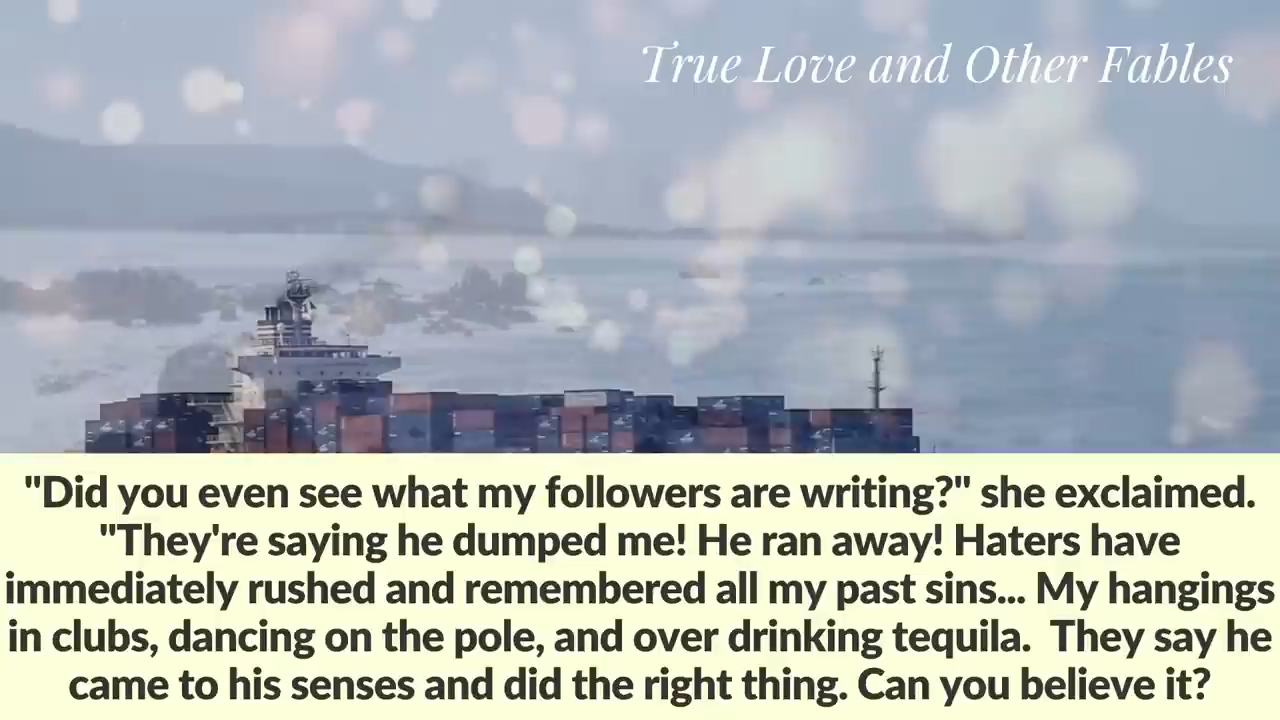 True Love and Other Fables
"Did you even see what my followers are writing?" she exclaimed.
"They're saying he dumped me! He ran away! Haters have
immediately rushed and remembered all my past sins... My hangings
in clubs, dancing on the pole, and over drinking tequila.  They say he
came to his senses and did the right thing. Can you believe it?